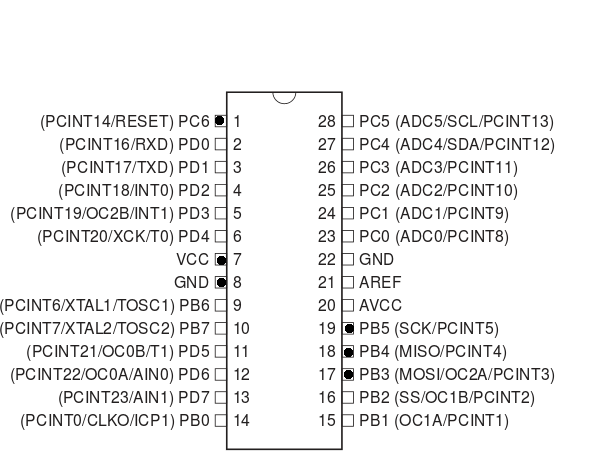 (PCINT14/RESET) PC6 1 28 PC5 (ADC5/SCL/PCINT13)
(PCINT16/RXD) PD0 2 27 PC4 (ADC4/SDA/PCINT12)
(PCINT17/TXD) PD1 3 26 PC3 (ADC3/PCINT11)
(PCINT18/INT0) PD2 4 25 PC2 (ADC2/PCINT10)
(PCINT19/OC2B/INT1) PD3 5 24 PC1 (ADC1/PCINT9)
(PCINT20/XCK/T0) PD4 6 23 PC0 (ADC0/PCINT8)
VCC 7 22 GND
GND 8 21 AREF
(PCINT6/XTAL1/TOSC1) PB6 9 20 AVCC
(PCINT7/XTAL2/TOSC2) PB7 10 19 PB5 (SCK/PCINT5)
(PCINT21/OC0B/T1) PD5 11 18 PB4 (MISO/PCINT4)
(PCINT22/OC0A/AIN0) PD6 12 17 PB3 (MOSI/OC2A/PCINT3)
(PCINT23/AIN1) PD7 13 16 PB2 (SS/OC1B/PCINT2)
(PCINT0/CLKO/ICP1) PB0 14 15 PB1 (OC1A/PCINT1)